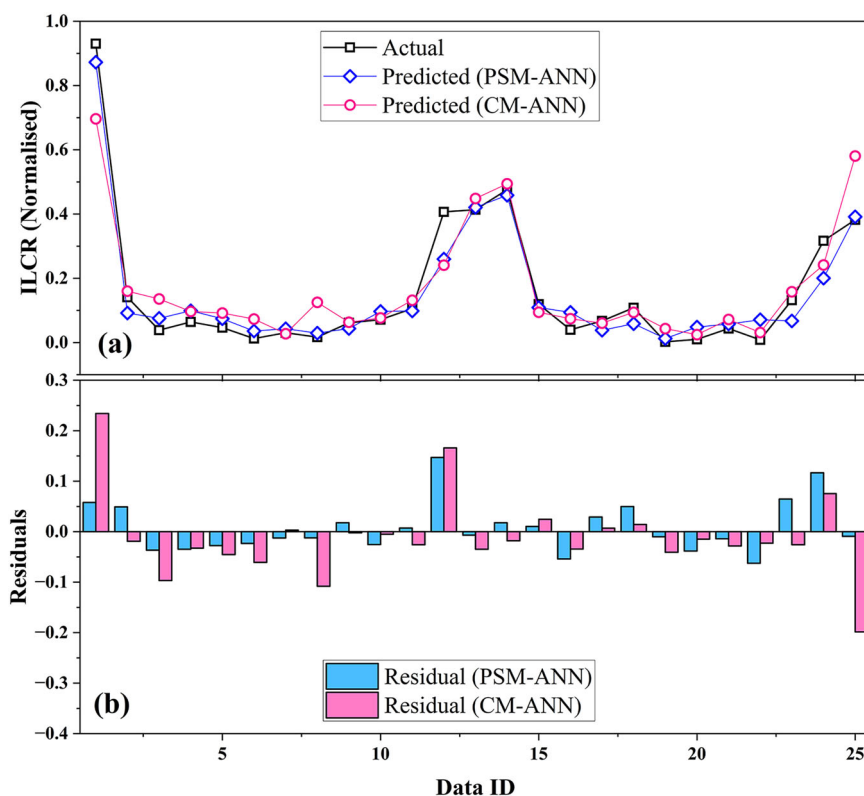 1.0
0.8
0.6
0.4
0.2
0.0
ILCR (Normalised)
Actual
Predicted (PSM-ANN)
Predicted (CM-ANN)
(a)
0.3
0.2
0.1
0.0
−0.1
−0.2
−0.3
−0.4
Residuals
Residual (PSM-ANN)
Residual (CM-ANN)
(b)
5 10 15 20 25
Data ID